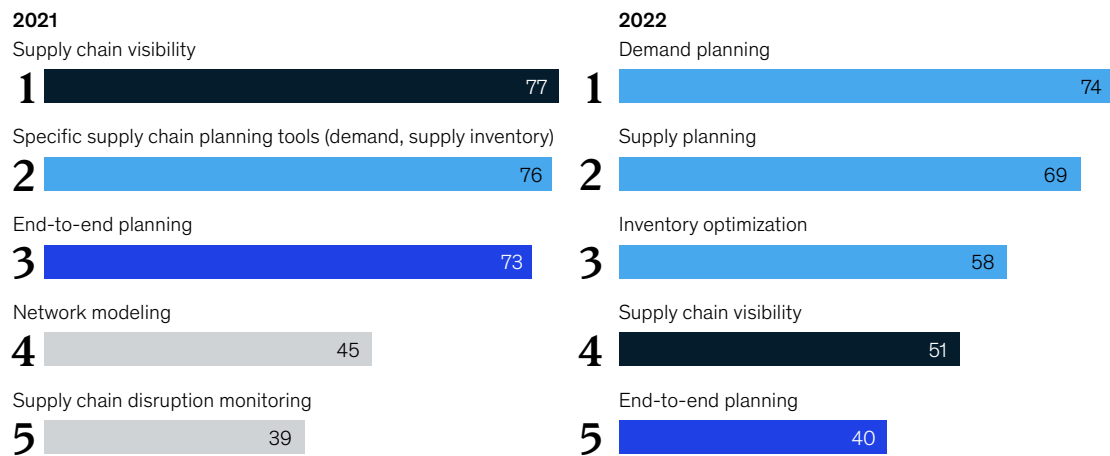 2021
Supply chain visibility
1
77
Specific supply chain planning tools (demand, supply inventory)
2
76
End-to-end planning
3
73
Network modeling
4
45
Supply chain disruption monitoring
5
39
2022
Demand planning
1
74
Supply planning
2
69
Inventory optimization
3
58
Supply chain visibility
4
51
End-to-end planning
5
40